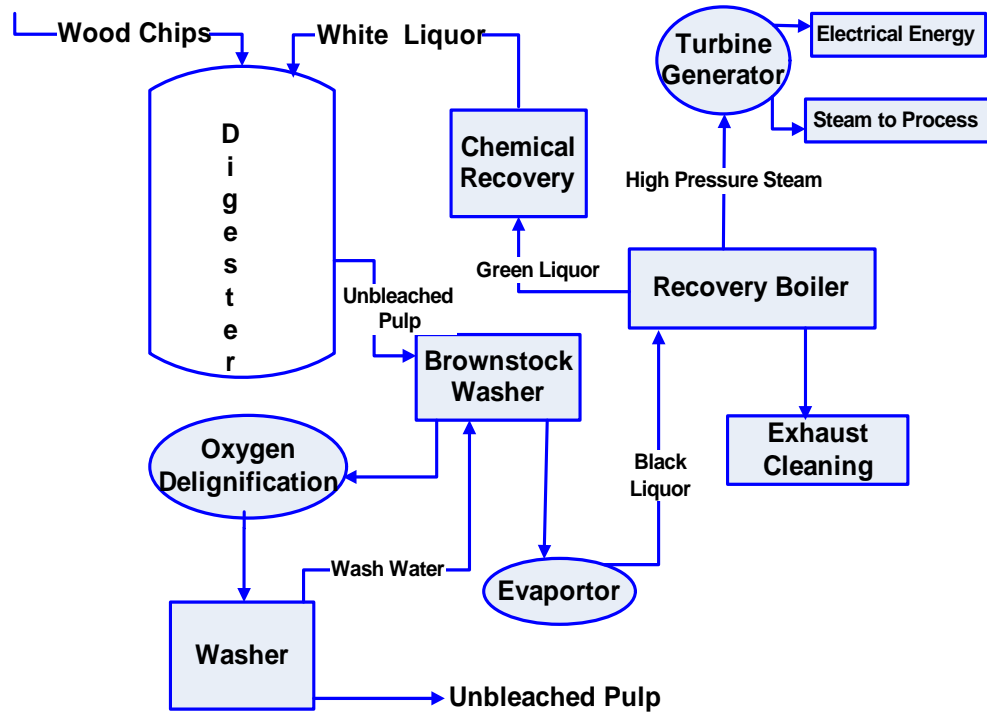 Wood Chips
White Liquor
Turbine
Generator
Electrical Energy
Steam to Process
D
i
g
e
s
t
e
r
Chemical
Recovery
High Pressure Steam
Green Liquor
Recovery Boiler
Unbleached
Pulp
Brownstock
Washer
Oxygen
Delignification
Black
Liquor
Exhaust
Cleaning
Wash Water
Evaportor
Washer
Unbleached Pulp